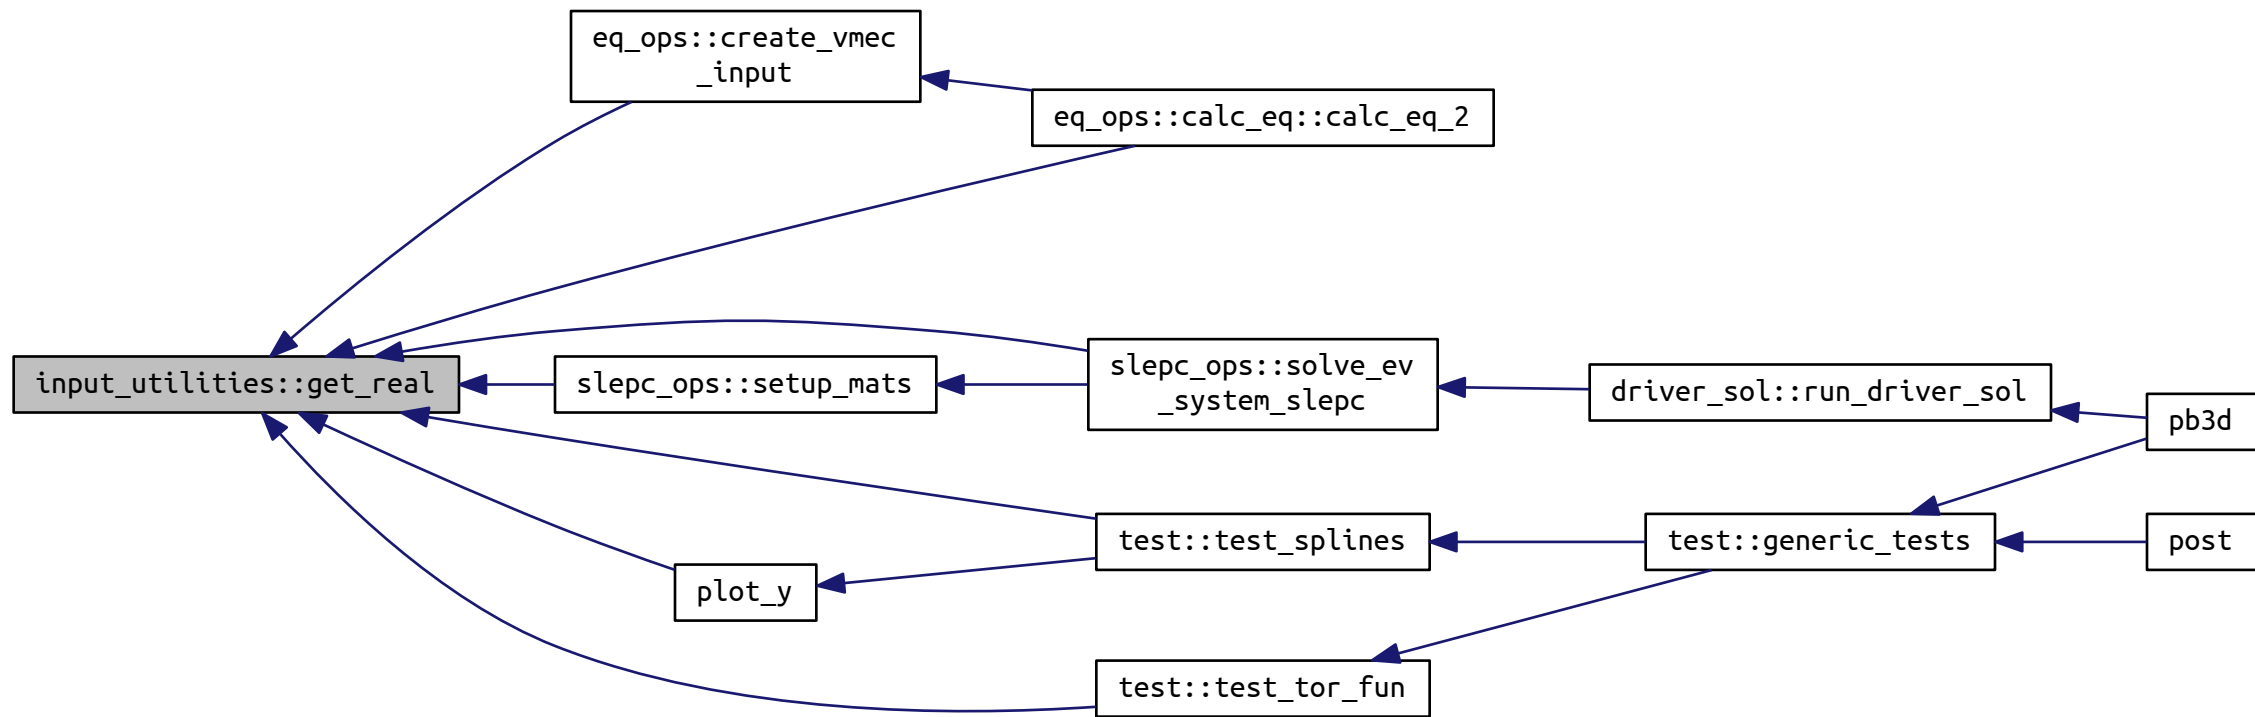 eq_ops::create_vmec
_input
eq_ops::calc_eq::calc_eq_2
input_utilities::get_real
slepc_ops::setup_mats
slepc_ops::solve_ev
_system_slepc
driver_sol::run_driver_sol
pb3d
test::test_splines
test::generic_tests
post
plot_y
test::test_tor_fun